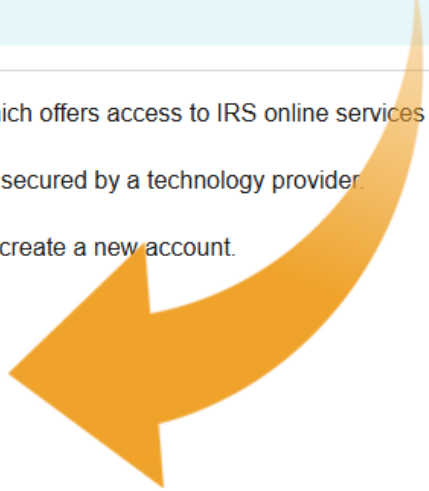 ich offers access to IRS online services
secured by a technology provider.
create a new account.